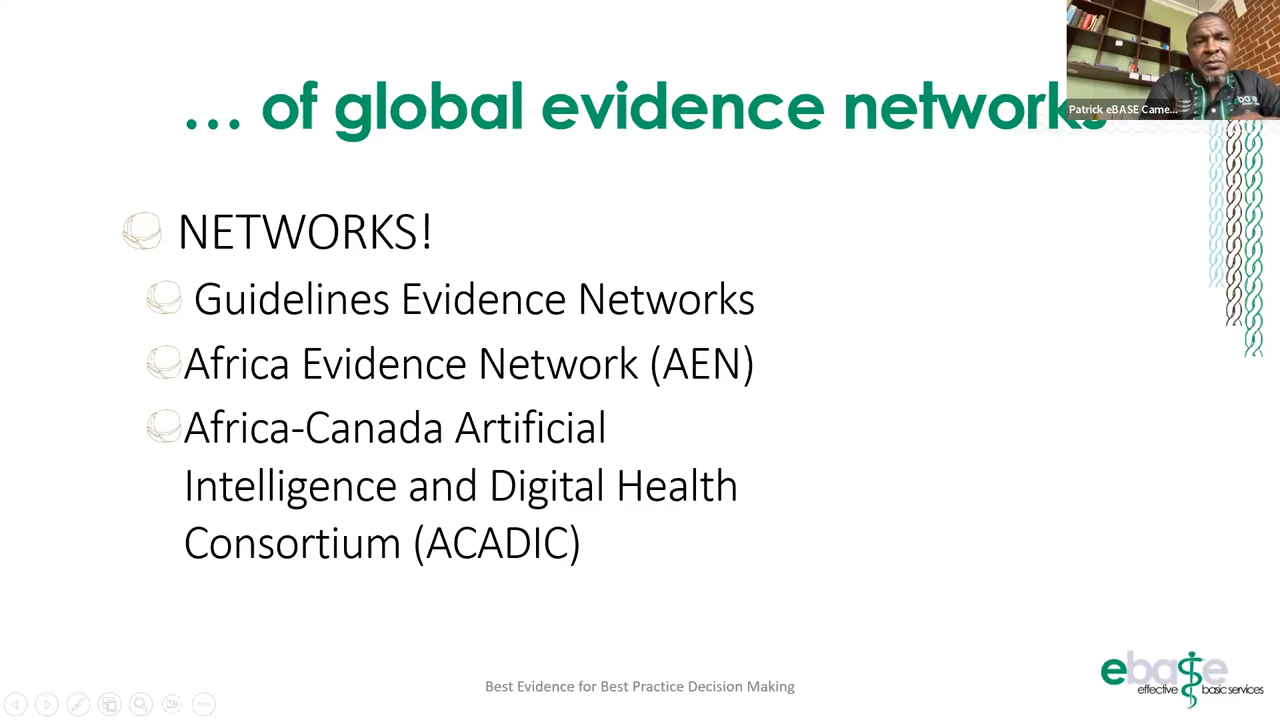 … of global evidence networks
Patrick eBASE Came...
NETWORKS!
Guidelines Evidence Networks
Africa Evidence Network (AEN)
Africa-Canada Artificial
Intelligence and Digital Health
Consortium (ACADIC)
Best Evidence for Best Practice Decision Making
ebase
effective basic services